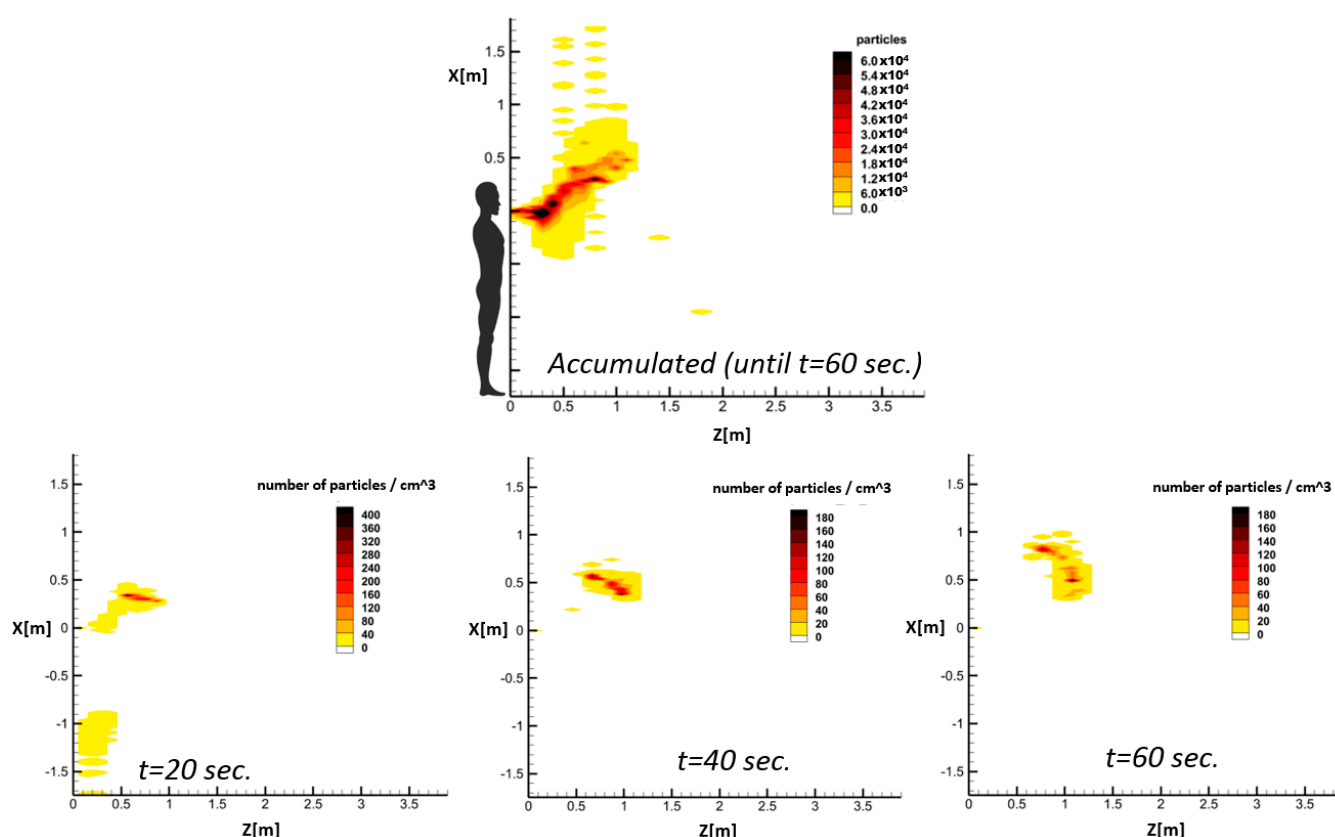 particles
1.5
X[m]
6.0x10⁴
5.4x10⁴
4.8x10⁴
4.2x10⁴
3.6x10⁴
3.0x10⁴
2.4x10⁴
1.8x10⁴
1.2x10⁴
6.0x10³
0.0
1
0.5
Accumulated (until t=60 sec.)
0 0.5 1 1.5 2 2.5 3 3.5
Z[m]
number of particles / cm^3
1.5
1
0.5
X[m] 0
-0.5
-1
-1.5
400
360
320
280
240
200
160
120
80
40
0
t=20 sec.
0 0.5 1 1.5 2 2.5 3 3.5
Z[m]
number of particles / cm^3
1.5
1
0.5
X[m] 0
-0.5
-1
-1.5
180
160
140
120
100
80
60
40
20
0
t=40 sec.
0 0.5 1 1.5 2 2.5 3 3.5
Z[m]
number of particles / cm^3
1.5
1
0.5
X[m] 0
-0.5
-1
-1.5
180
160
140
120
100
80
60
40
20
0
t=60 sec.
0 0.5 1 1.5 2 2.5 3 3.5
Z[m]